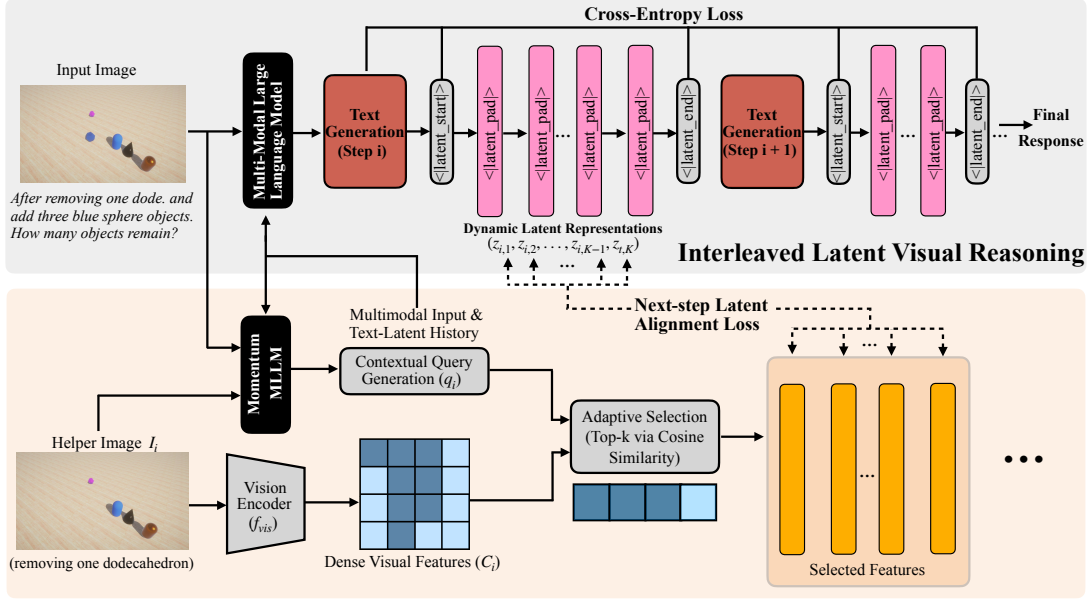 Cross-Entropy Loss
Input Image
Multi-Modal Large
Language Model
Text
Generation
(Step i)
<|latent_start|>
<|latent_pad|>
<|latent_pad|>
...
<|latent_pad|>
<|latent_pad|>
<|latent_end|>
Text
Generation
(Step i + 1)
<|latent_start|>
<|latent_pad|>
...
<|latent_pad|>
<|latent_end|>
Final
Response
After removing one dode. and
add three blue sphere objects.
How many objects remain?
Dynamic Latent Representations
(z_{i,1}, z_{i,2}, . . . , z_{i,K−1}, z_{t,K})
...
Interleaved Latent Visual Reasoning
Next-step Latent
Alignment Loss
...
Multimodal Input &
Text-Latent History
Momentum
MLLM
Contextual Query
Generation (q_i)
Helper Image I_i
Adaptive Selection
(Top-k via Cosine
Similarity)
Vision
Encoder
(f_{vis})
...
...
(removing one dodecahedron)
Dense Visual Features (C_i)
Selected Features